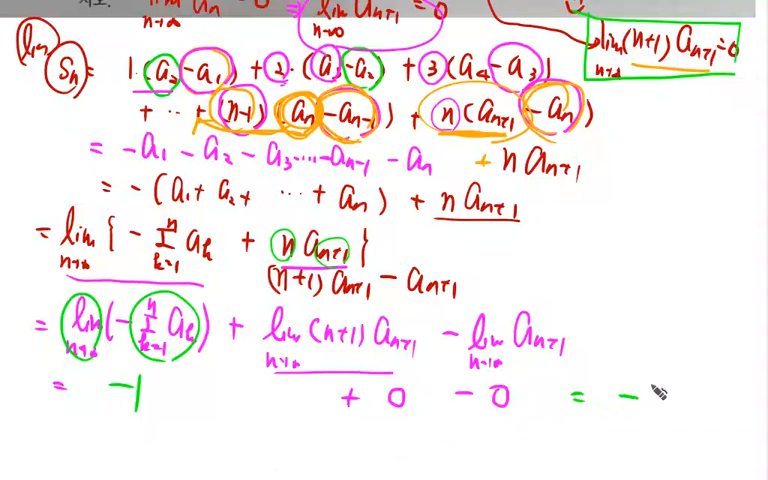 lim aₙ = 0 ⇒ lim aₙ₊₁ = 0
n→∞ n→∞
lim (n+1) aₙ₊₁ = 0
n→∞
lim Sₙ = 1·(a₂ - a₁) + 2·(a₃ - a₂) + 3(a₄ - a₃)
+ ··· + (n-1)(aₙ - aₙ₋₁) + n(aₙ₊₁ - aₙ)
= -a₁ - a₂ - a₃ ··· - aₙ₋₁ - aₙ + n aₙ₊₁
= -(a₁ + a₂ + ··· + aₙ) + n aₙ₊₁
= lim { - Σ aₖ + n aₙ₊₁ }
n→∞ k=1 n
(n+1) aₙ₊₁ - aₙ₊₁
= lim (- Σ aₖ) + lim (n+1) aₙ₊₁ - lim aₙ₊₁
n→∞ k=1 n n→∞ n→∞
= -1 + 0 - 0 = -